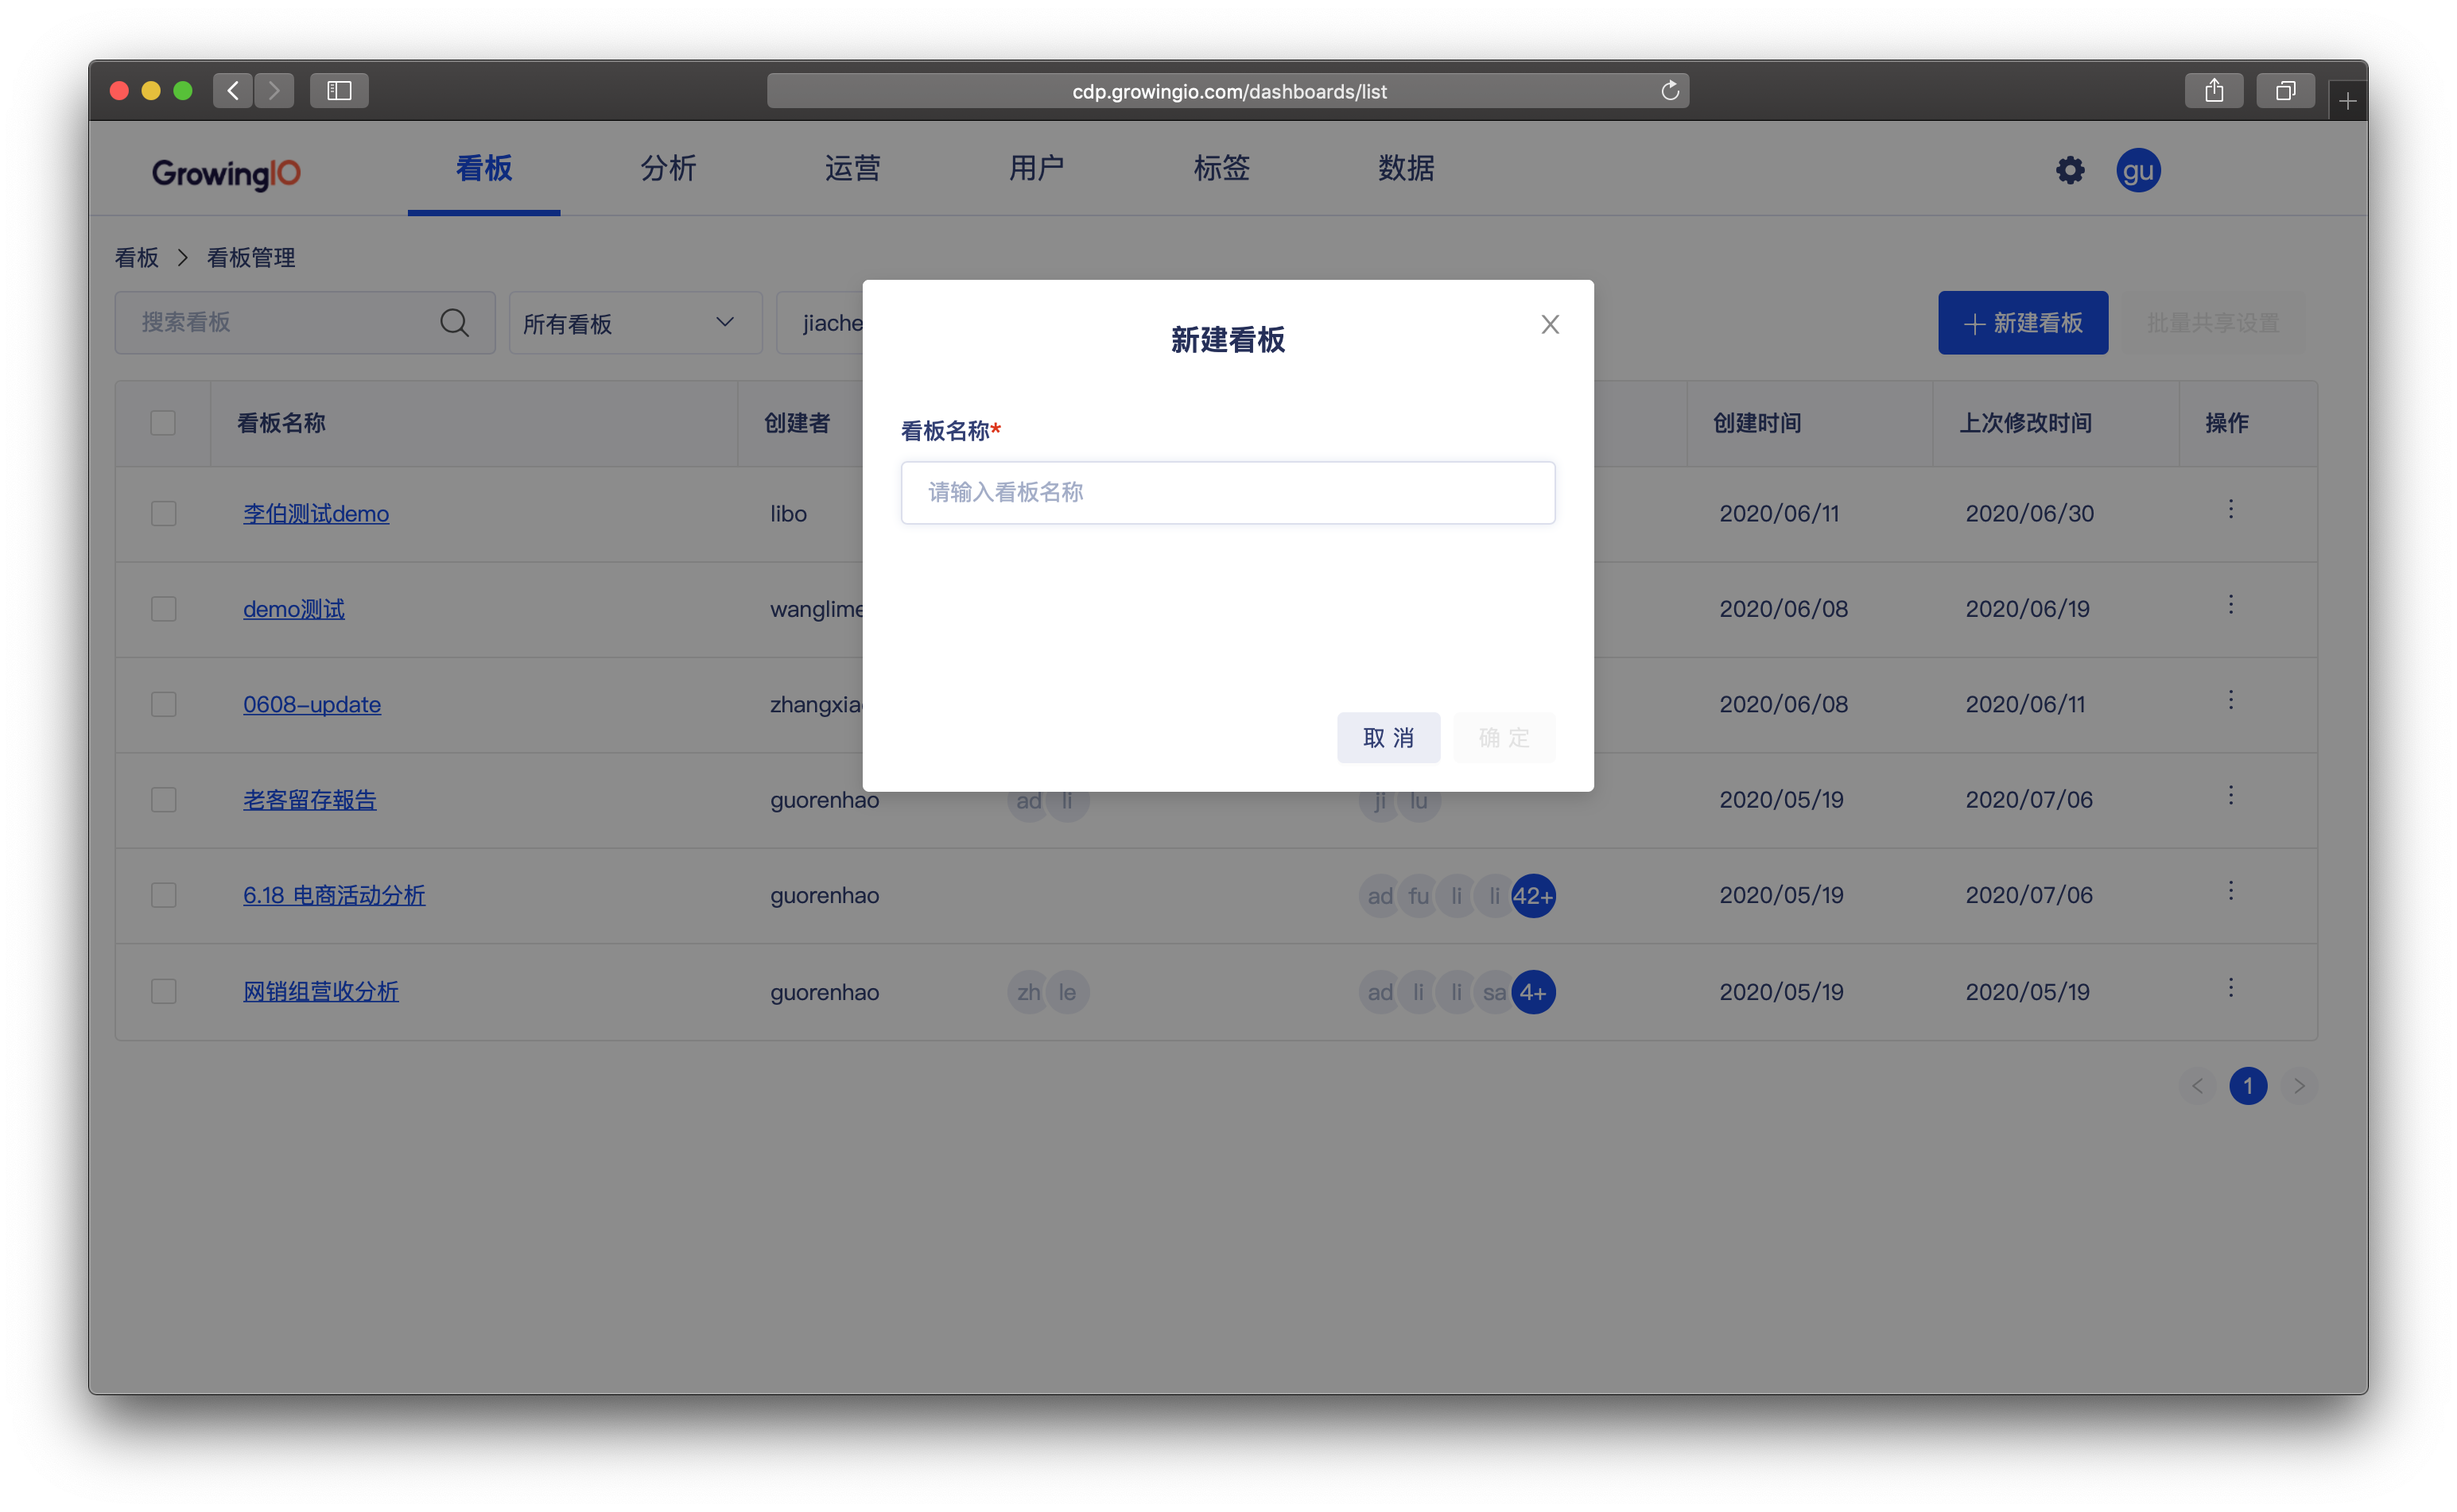 cdp.growingio.com/dashboards/list
GrowingIO 看板 分析 运营 用户 标签 数据 gu
看板 > 看板管理
搜索看板 所有看板 jiache + 新建看板 批量共享设置
新建看板 X
看板名称*
请输入看板名称
取 消 确 定
看板名称 创建者 创建时间 上次修改时间 操作
李伯测试demo libo 2020/06/11 2020/06/30
demo测试 wanglime 2020/06/08 2020/06/19
0608-update zhangxia 2020/06/08 2020/06/11
老客留存報告 guorenhao ad li ji lu 2020/05/19 2020/07/06
6.18 电商活动分析 guorenhao ad fu li li 42+ 2020/05/19 2020/07/06
网销组营收分析 guorenhao zh le ad li li sa 4+ 2020/05/19 2020/05/19
< 1 >